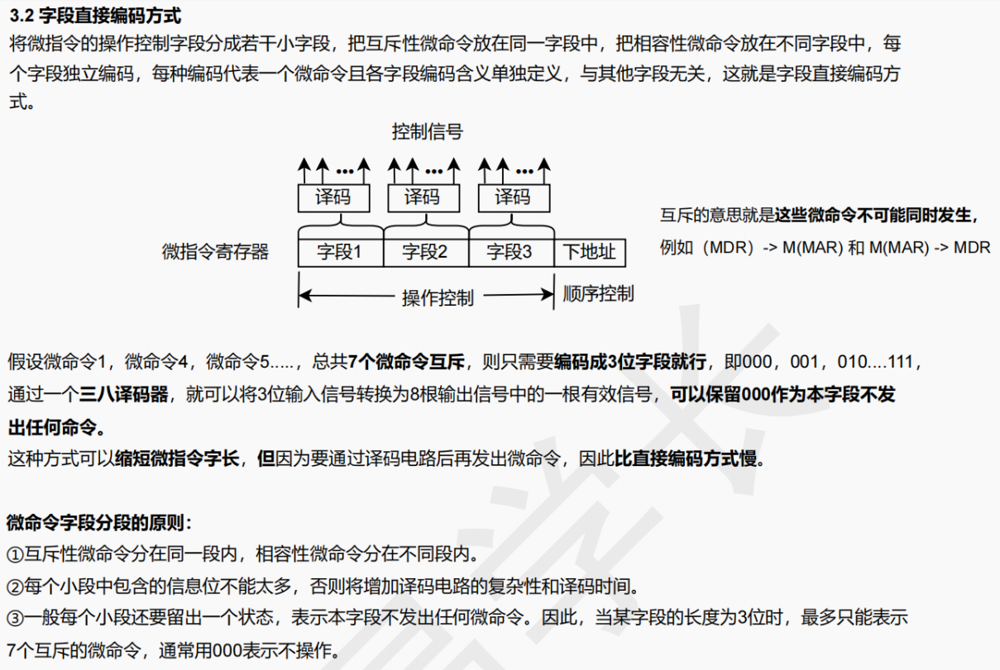 3.2 字段直接编码方式
将微指令的操作控制字段分成若干小字段，把互斥性微命令放在同一字段中，把相容性微命令放在不同字段中，每
个字段独立编码，每种编码代表一个微命令且各字段编码含义单独定义，与其他字段无关，这就是字段直接编码方
式。
控制信号
... ... ...
译码 译码 译码
互斥的意思就是这些微命令不可能同时发生，
例如（MDR）-> M(MAR) 和 M(MAR) -> MDR
微指令寄存器 字段1 字段2 字段3 下地址
操作控制 顺序控制
假设微命令1，微命令4，微命令5.....，总共7个微命令互斥，则只需要编码成3位字段就行，即000，001，010....111，
通过一个三八译码器，就可以将3位输入信号转换为8根输出信号中的一根有效信号，可以保留000作为本字段不发
出任何命令。
这种方式可以缩短微指令字长，但因为要通过译码电路后再发出微命令，因此比直接编码方式慢。
微命令字段分段的原则：
①互斥性微命令分在同一段内，相容性微命令分在不同段内。
②每个小段中包含的信息位不能太多，否则将增加译码电路的复杂性和译码时间。
③一般每个小段还要留出一个状态，表示本字段不发出任何微命令。因此，当某字段的长度为3位时，最多只能表示
7个互斥的微命令，通常用000表示不操作。
学长